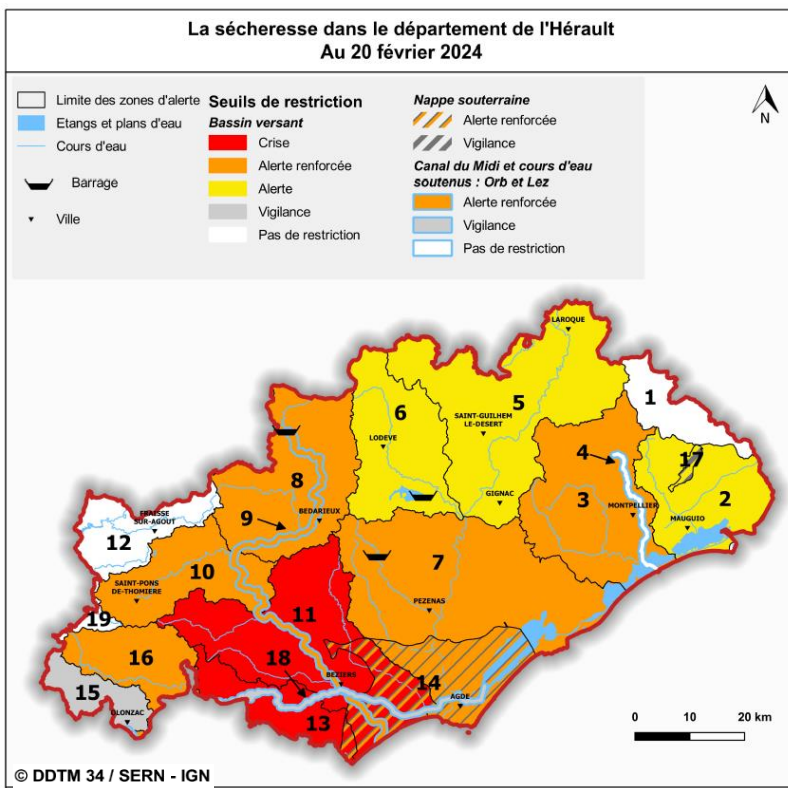 La sécheresse dans le département de l'Hérault
Au 20 février 2024
Limite des zones d'alerte
Etangs et plans d'eau
Cours d'eau
Barrage
Ville
Seuils de restriction
Bassin versant
Crise
Alerte renforcée
Alerte
Vigilance
Pas de restriction
Nappe souterraine
Alerte renforcée
Vigilance
Canal du Midi et cours d'eau
soutenus : Orb et Lez
Alerte renforcée
Vigilance
Pas de restriction
N
LAROQUE
1
5
6
SAINT-GUILHEM
LE-DESERT
LODEVE
4
17
8
GIGNAC
3
2
MONTPELLIER
MAUGUIO
9
BEDARIEUX
FRAISSE
SUR-AGOUT
12
7
10
SAINT-PONS
DE-THOMIERE
PEZENAS
11
19
16
18
BEZIERS
14
15
AGDE
OLONZAC
13
0 10 20 km
© DDTM 34 / SERN - IGN